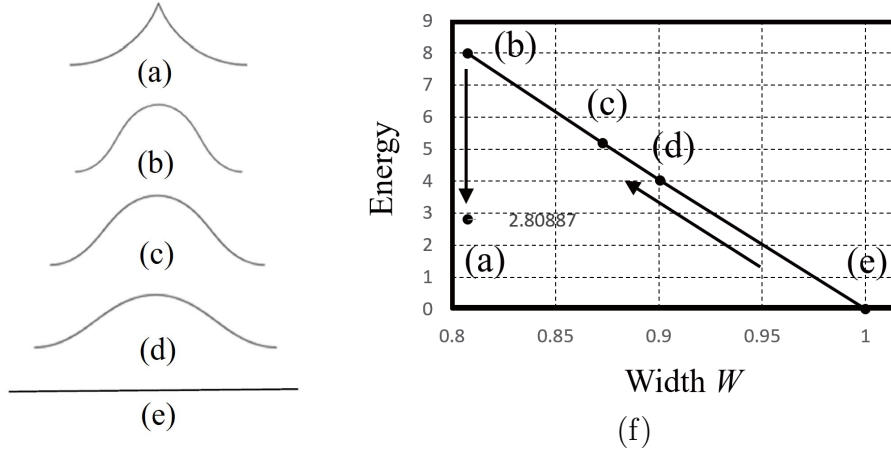 (a)
(b)
(c)
(d)
(e)
9
8
7
6
5
4
3
2
1
0
Energy
(b)
(c)
(d)
2.80887
(a)
(e)
0.8 0.85 0.9 0.95 1
Width W
(f)